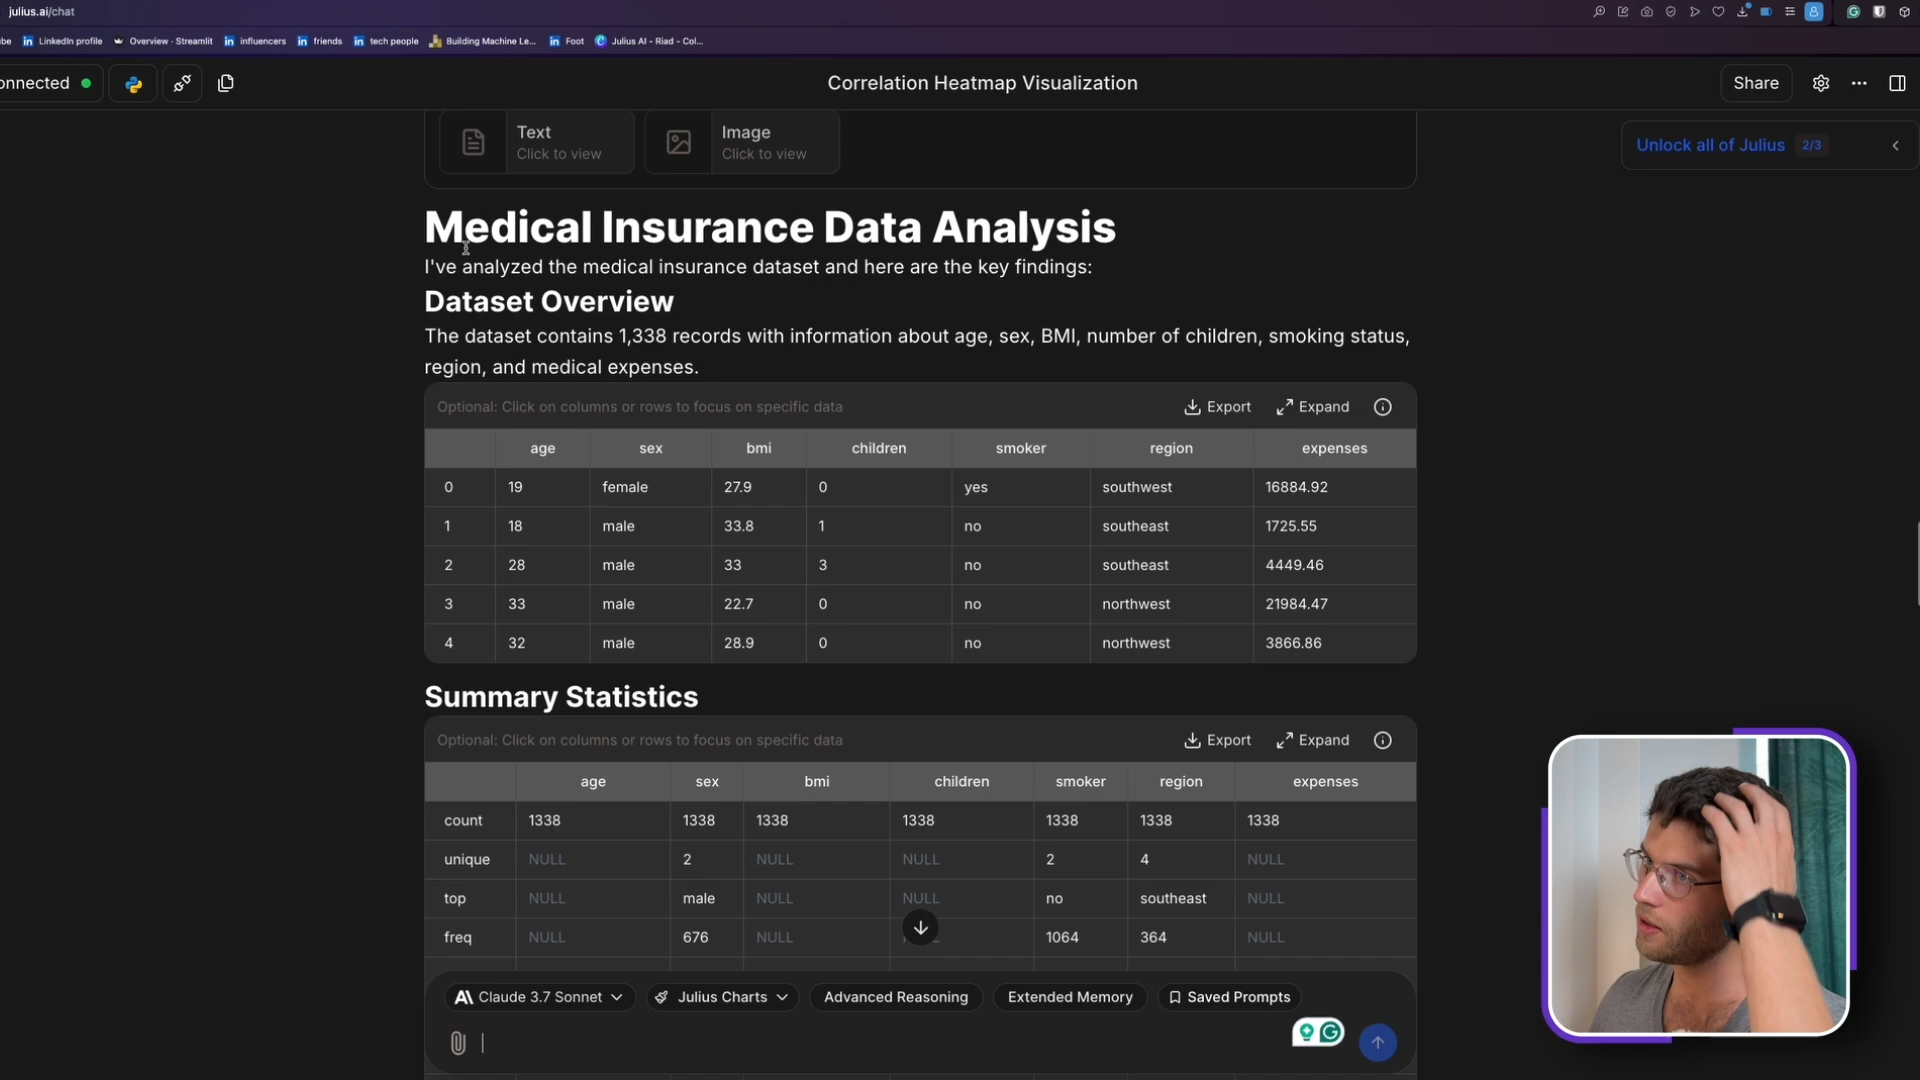 julius.ai/chat
be LinkedIn profile Overview · Streamlit influencers friends tech people Building Machine Le... Foot Julius AI - Riad - Col...
onnected Correlation Heatmap Visualization Share
Text Image
Click to view Click to view
Unlock all of Julius 2/3
Medical Insurance Data Analysis
I've analyzed the medical insurance dataset and here are the key findings:
Dataset Overview
The dataset contains 1,338 records with information about age, sex, BMI, number of children, smoking status,
region, and medical expenses.
Optional: Click on columns or rows to focus on specific data Export Expand
age sex bmi children smoker region expenses
0 19 female 27.9 0 yes southwest 16884.92
1 18 male 33.8 1 no southeast 1725.55
2 28 male 33 3 no southeast 4449.46
3 33 male 22.7 0 no northwest 21984.47
4 32 male 28.9 0 no northwest 3866.86
Summary Statistics
Optional: Click on columns or rows to focus on specific data Export Expand
age sex bmi children smoker region expenses
count 1338 1338 1338 1338 1338 1338 1338
unique NULL 2 NULL NULL 2 4 NULL
top NULL male NULL NULL no southeast NULL
freq NULL 676 NULL NULL 1064 364 NULL
Claude 3.7 Sonnet Julius Charts Advanced Reasoning Extended Memory Saved Prompts